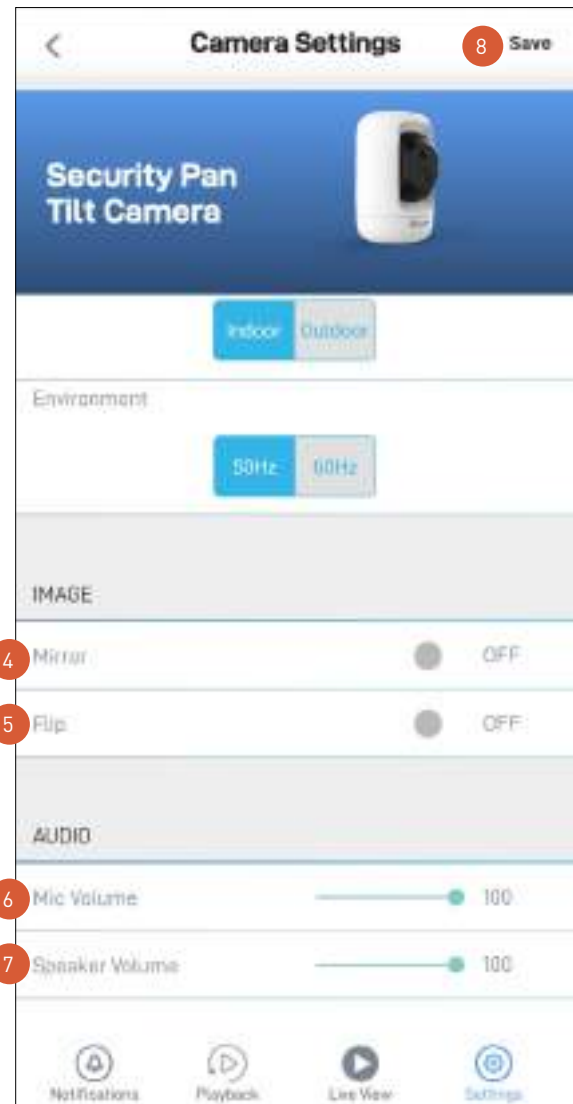 Camera Settings
8 Save
Security Pan
Tilt Camera
Indoor Outdoor
Environment
50Hz 60Hz
IMAGE
4 Mirror OFF
5 Flip OFF
AUDIO
6 Mic Volume 100
7 Speaker Volume 100
Notifications Playback Live View Settings